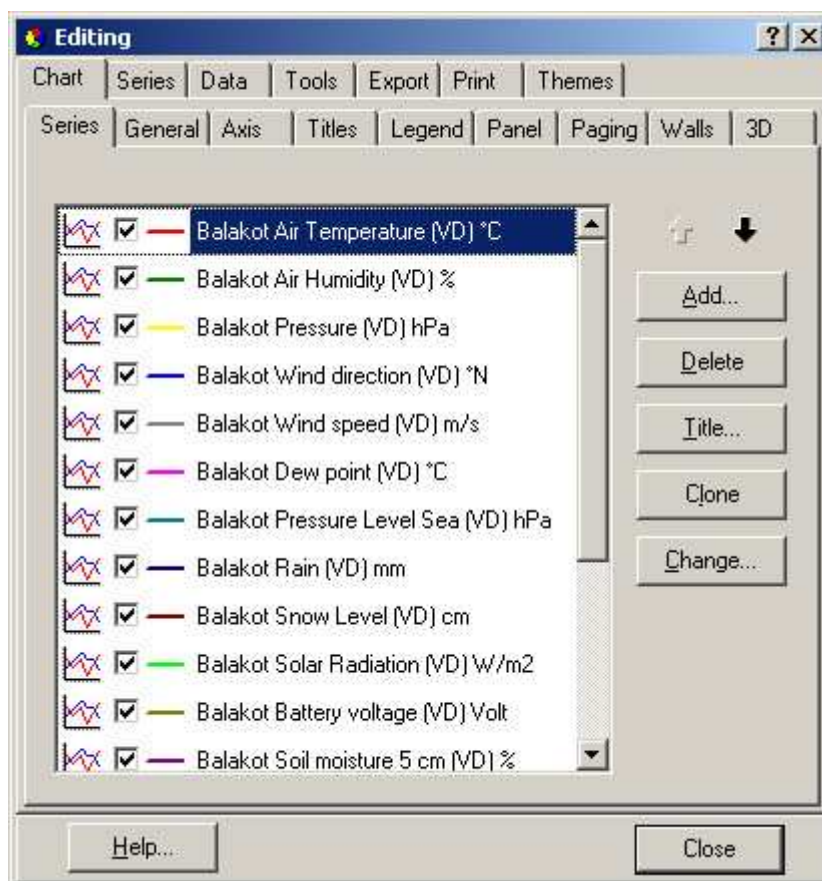 Editing
Chart Series Data Tools Export Print Themes
Series General Axis Titles Legend Panel Paging Walls 3D
Balakot Air Temperature (VD) °C
Balakot Air Humidity (VD) %
Balakot Pressure (VD) hPa
Balakot Wind direction (VD) °N
Balakot Wind speed (VD) m/s
Balakot Dew point (VD) °C
Balakot Pressure Level Sea (VD) hPa
Balakot Rain (VD) mm
Balakot Snow Level (VD) cm
Balakot Solar Radiation (VD) W/m2
Balakot Battery voltage (VD) Volt
Balakot Soil moisture 5 cm (VD) %
Add...
Delete
Title...
Clone
Change...
Help...
Close